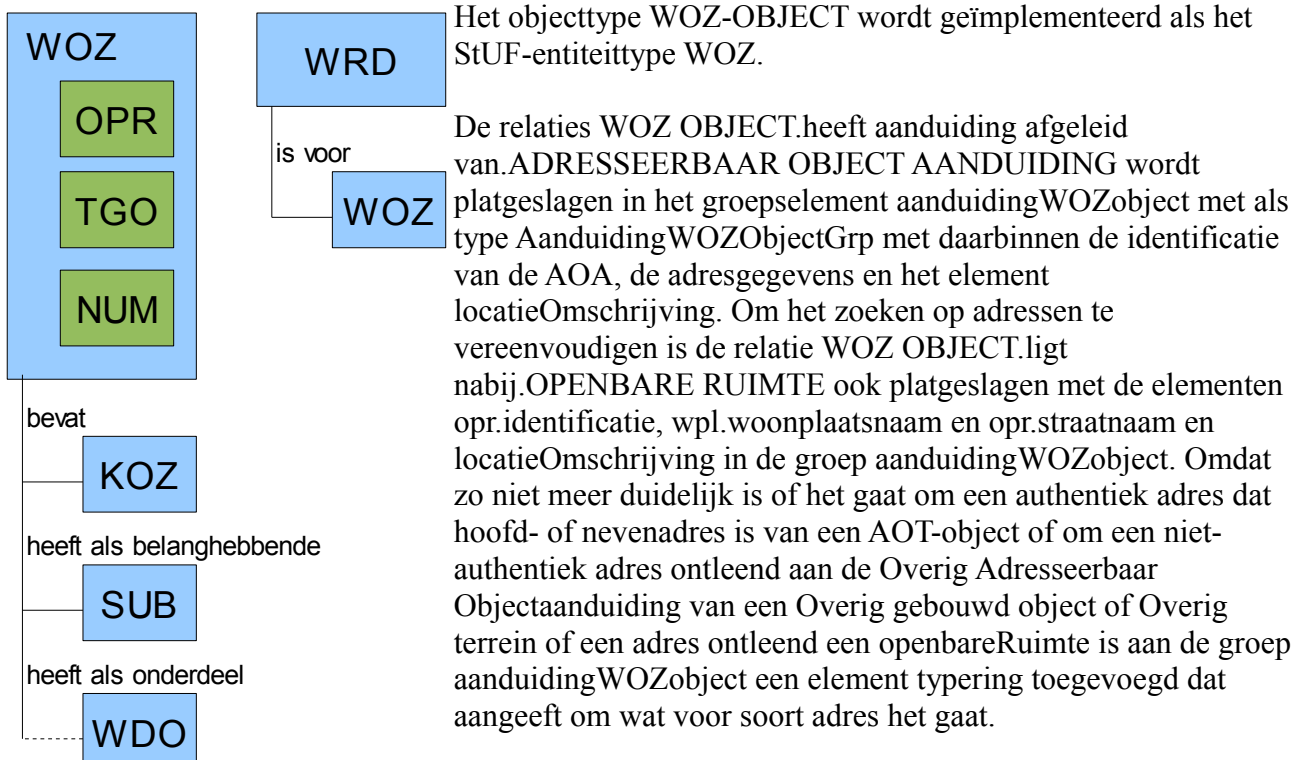 WOZ
OPR
TGO
NUM
bevat
KOZ
heeft als belanghebbende
SUB
heeft als onderdeel
WDO
WRD
is voor
WOZ
Het objecttype WOZ-OBJECT wordt geïmplementeerd als het
StUF-entiteittype WOZ.
De relaties WOZ OBJECT.heeft aanduiding afgeleid
van.ADRESSEERBAAR OBJECT AANDUIDING wordt
platgeslagen in het groepselement aanduidingWOZobject met als
type AanduidingWOZObjectGrp met daarbinnen de identificatie
van de AOA, de adresgegevens en het element
locatieOmschrijving. Om het zoeken op adressen te
vereenvoudigen is de relatie WOZ OBJECT.ligt
nabij.OPENBARE RUIMTE ook platgeslagen met de elementen
opr.identificatie, wpl.woonplaatsnaam en opr.straatnaam en
locatieOmschrijving in de groep aanduidingWOZobject. Omdat
zo niet meer duidelijk is of het gaat om een authentiek adres dat
hoofd- of nevenadres is van een AOT-object of om een niet-
authentiek adres ontleend aan de Overig Adresseerbaar
Objectaanduiding van een Overig gebouwd object of Overig
terrein of een adres ontleend een openbareRuimte is aan de groep
aanduidingWOZobject een element typering toegevoegd dat
aangeeft om wat voor soort adres het gaat.